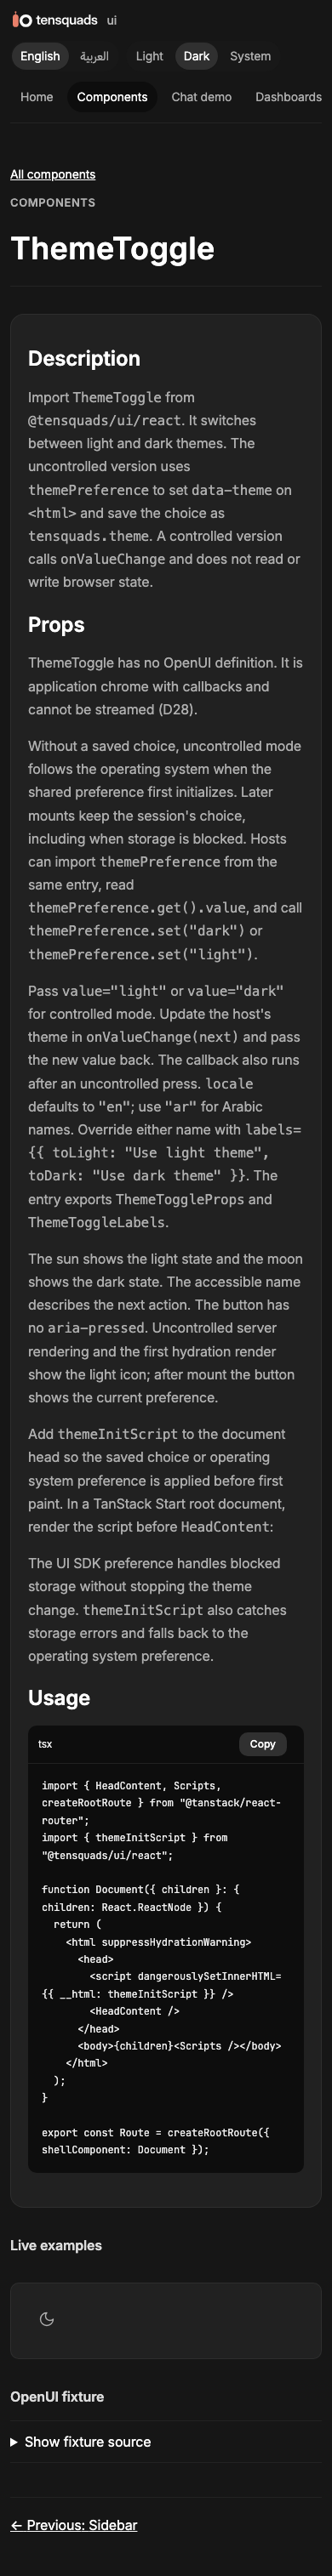 tensquads ui
English العربية Light Dark System
Home Components Chat demo Dashboards
All components
COMPONENTS
ThemeToggle
Description
Import ThemeToggle from
@tensquads/ui/react. It switches
between light and dark themes. The
uncontrolled version uses
themePreference to set data-theme on
<html> and save the choice as
tensquads.theme. A controlled version
calls onValueChange and does not read or
write browser state.
Props
ThemeToggle has no OpenUI definition. It is
application chrome with callbacks and
cannot be streamed (D28).
Without a saved choice, uncontrolled mode
follows the operating system when the
shared preference first initializes. Later
mounts keep the session's choice,
including when storage is blocked. Hosts
can import themePreference from the
same entry, read
themePreference.get().value, and call
themePreference.set("dark") or
themePreference.set("light").
Pass value="light" or value="dark"
for controlled mode. Update the host's
theme in onValueChange(next) and pass
the new value back. The callback also runs
after an uncontrolled press. locale
defaults to "en"; use "ar" for Arabic
names. Override either name with labels=
{{ toLight: "Use light theme",
toDark: "Use dark theme" }}. The
entry exports ThemeToggleProps and
ThemeToggleLabels.
The sun shows the light state and the moon
shows the dark state. The accessible name
describes the next action. The button has
no aria-pressed. Uncontrolled server
rendering and the first hydration render
show the light icon; after mount the button
shows the current preference.
Add themeInitScript to the document
head so the saved choice or operating
system preference is applied before first
paint. In a TanStack Start root document,
render the script before HeadContent:
The UI SDK preference handles blocked
storage without stopping the theme
change. themeInitScript also catches
storage errors and falls back to the
operating system preference.
Usage
tsx Copy
import { HeadContent, Scripts,
createRootRoute } from "@tanstack/react-
router";
import { themeInitScript } from
"@tensquads/ui/react";
function Document({ children }: {
children: React.ReactNode }) {
return (
<html suppressHydrationWarning>
<head>
<script dangerouslySetInnerHTML=
{{ __html: themeInitScript }} />
<HeadContent />
</head>
<body>{children}<Scripts /></body>
</html>
);
}
export const Route = createRootRoute({
shellComponent: Document });
Live examples
OpenUI fixture
▶ Show fixture source
← Previous: Sidebar